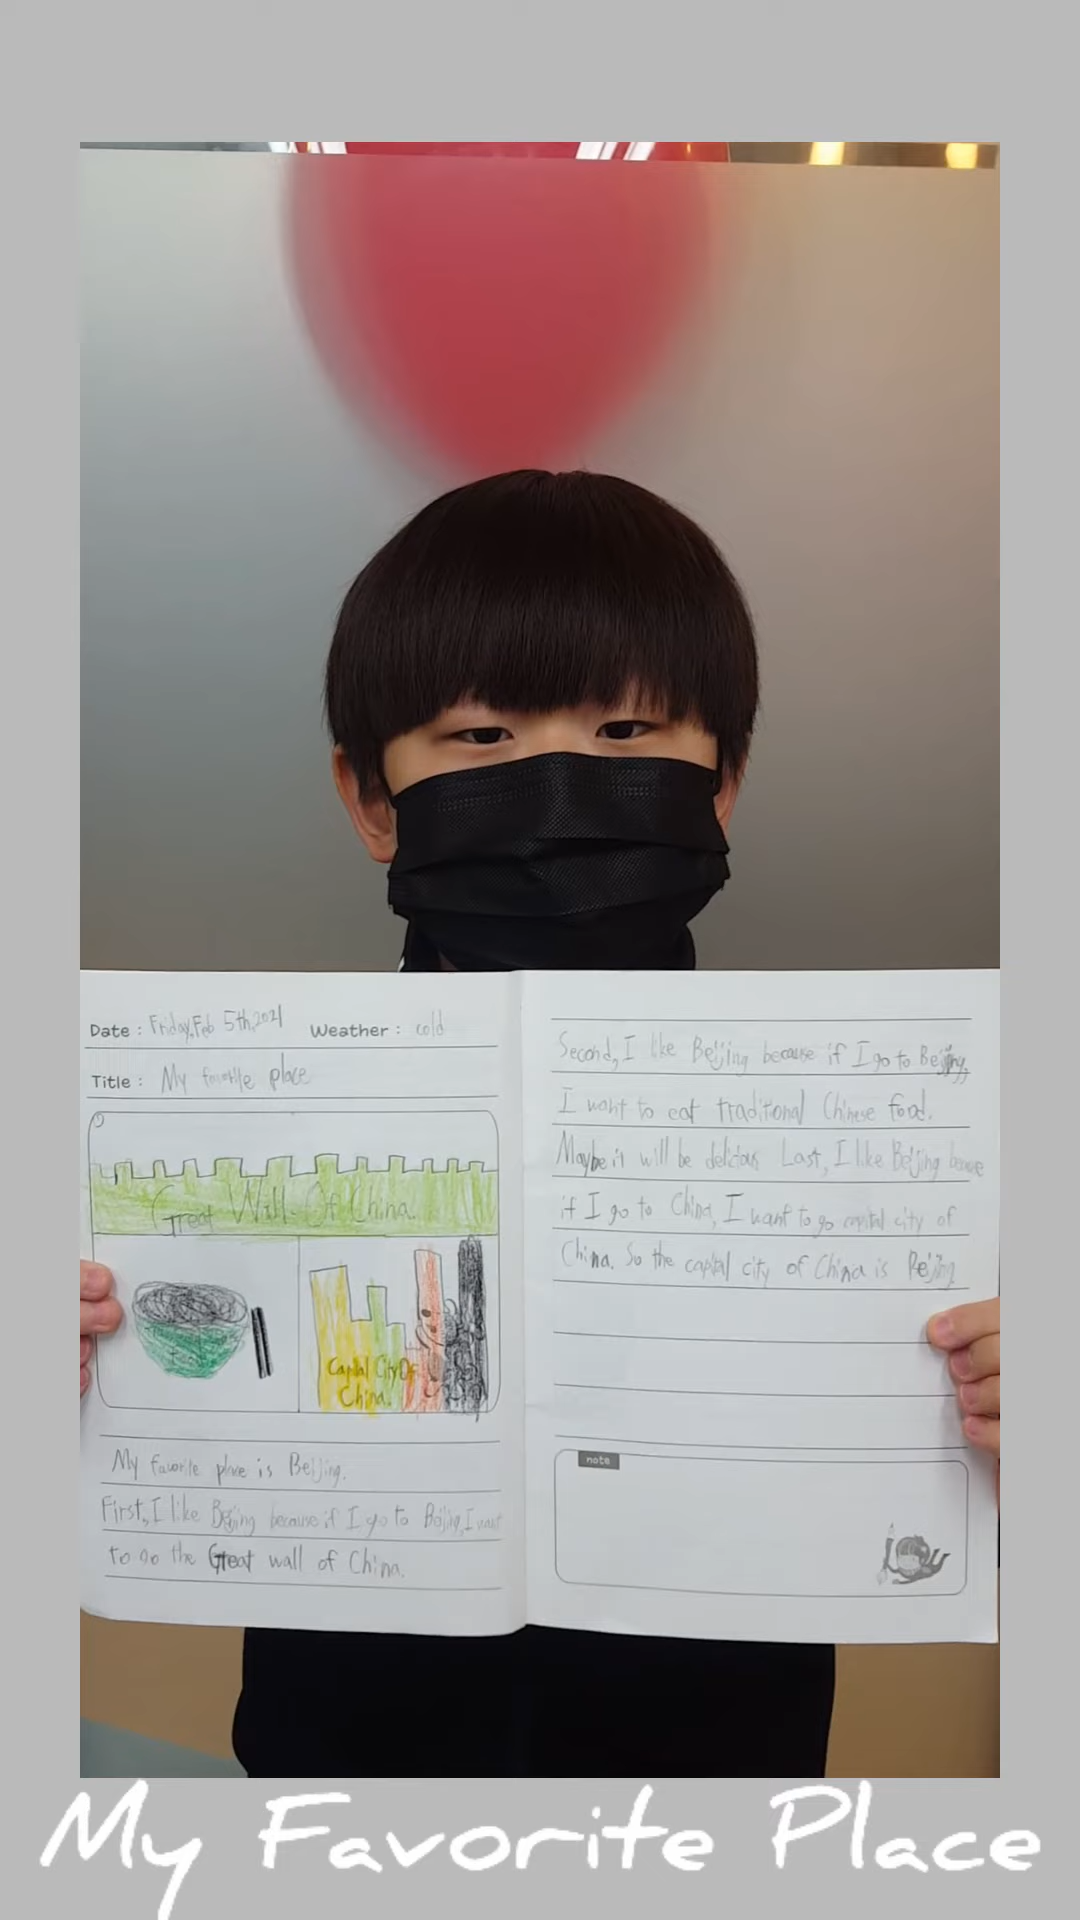 Date : Friday, Feb 5th, 2021 Weather : cold
Title : My favorite place
Great Wall Of China.
Food
Capital City Of
China.
My favorite place is Beijing.
First, I like Beijing because if I go to Beijing, I want
to go the Great wall of China.
Second, I like Beijing because if I go to Beijing,
I want to eat traditional Chinese food.
Maybe it will be delicious Last, I like Beijing because
if I go to China, I want to go capital city of
China. So the capital city of China is Beijing
note
My Favorite Place